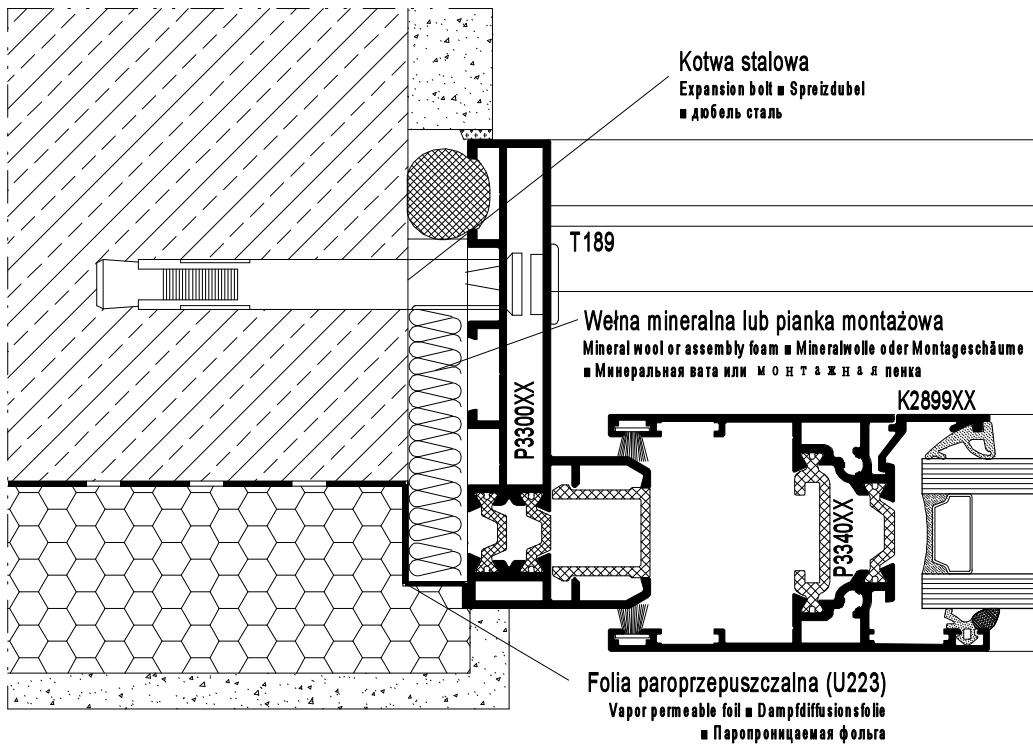 Kotwa stalowa
Expansion bolt ■ Spreizdubel
■ дюбель сталь
T189
Wełna mineralna lub pianka montażowa
Mineral wool or assembly foam ■ Mineralwolle oder Montageschäume
■ Минеральная вата или монтажная пенка
K2899XX
P3300XX
P3340XX
Folia paroprzepuszczalna (U223)
Vapor permeable foil ■ Dampfdiffusionsfolie
■ Паропроницаемая фольга